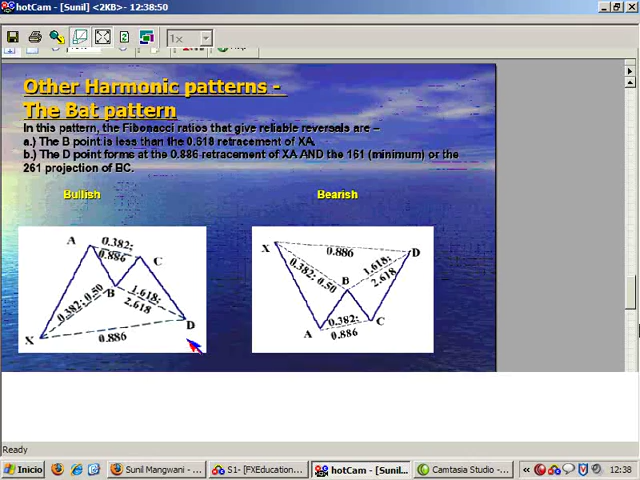 hotCam - [Sunil] <2KB> - 12:38:50
1x
Other Harmonic patterns -
The Bat pattern
In this pattern, the Fibonacci ratios that give reliable reversals are –
a.) The B point is less than the 0.618 retracement of XA.
b.) The D point forms at the 0.886 retracement of XA AND the 161 (minimum) or the
261 projection of BC.
Bullish
Bearish
A
0.382;
0.886
C
B
0.382; 0.50
1.618;
2.618
D
X
0.886
X
0.886
D
0.382; 0.50
B
1.618;
2.618
A
0.382;
0.886
C
Ready
Inicio
Sunil Mangwani - ...
S1- [FXEducation...
hotCam - [Sunil...
Camtasia Studio - ...
12:38